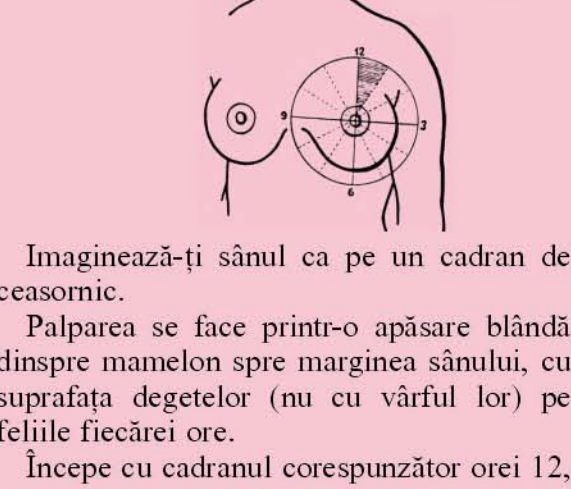 12
9
3
6
Imaginează-ți sânul ca pe un cadran de
ceasornic.
Palparea se face printr-o apăsare blândă
dinspre mamelon spre marginea sânului, cu
suprafața degetelor (nu cu vârful lor) pe
feliile fiecărei ore.
Începe cu cadranul corespunzător orei 12,